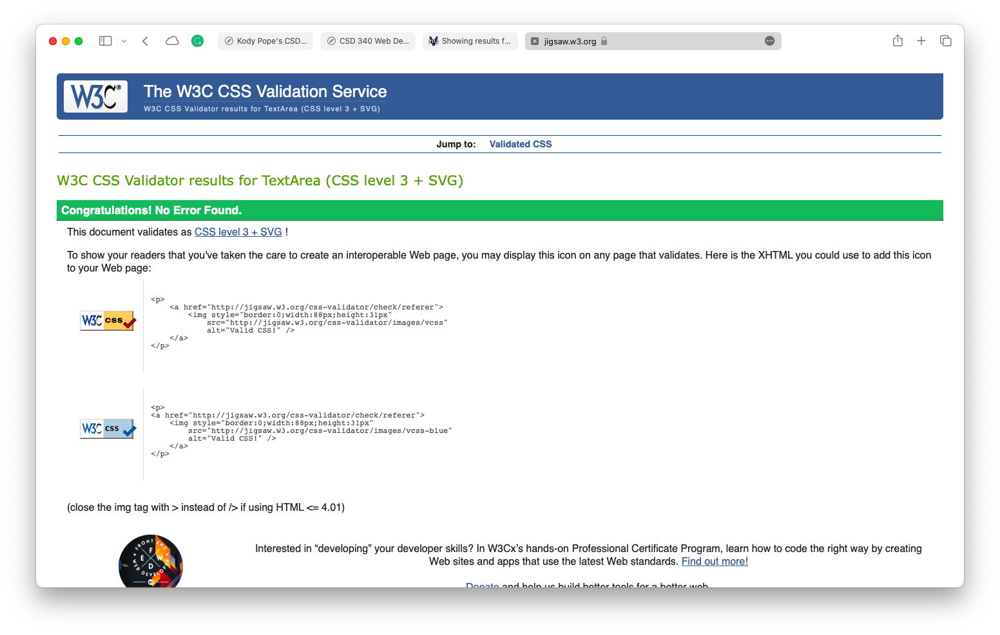 Kody Pope's CSD...
CSD 340 Web De...
Showing results f...
jigsaw.w3.org
W3C®
The W3C CSS Validation Service
W3C CSS Validator results for TextArea (CSS level 3 + SVG)
Jump to: Validated CSS
W3C CSS Validator results for TextArea (CSS level 3 + SVG)
Congratulations! No Error Found.
This document validates as CSS level 3 + SVG !
To show your readers that you've taken the care to create an interoperable Web page, you may display this icon on any page that validates. Here is the XHTML you could use to add this icon
to your Web page:
W3C css
<p>
<a href="http://jigsaw.w3.org/css-validator/check/referer">
<img style="border:0;width:88px;height:31px"
src="http://jigsaw.w3.org/css-validator/images/vcss"
alt="Valid CSS!" />
</a>
</p>
W3C css
<p>
<a href="http://jigsaw.w3.org/css-validator/check/referer">
<img style="border:0;width:88px;height:31px"
src="http://jigsaw.w3.org/css-validator/images/vcss-blue"
alt="Valid CSS!" />
</a>
</p>
(close the img tag with > instead of /> if using HTML <= 4.01)
FRONT END
F E W D
WEB DEVELOPER
BY
Interested in “developing” your developer skills? In W3Cx’s hands-on Professional Certificate Program, learn how to code the right way by creating
Web sites and apps that use the latest Web standards. Find out more!
Donate and help us build better tools for a better web.